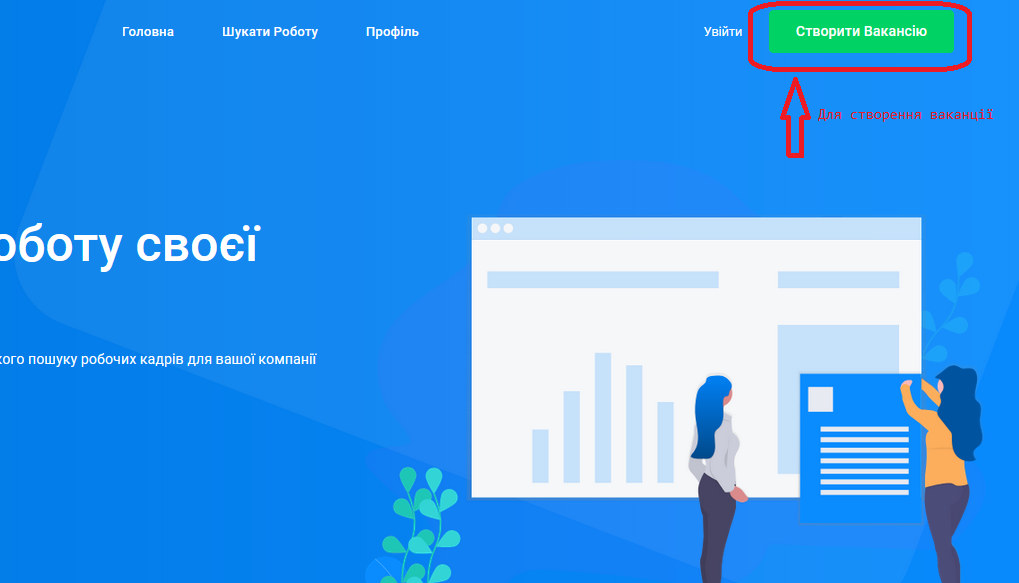 Головна Шукати Роботу Профіль Увійти Створити Вакансію
Для створення ваканції
оботу своєї
кого пошуку робочих кадрів для вашої компанії